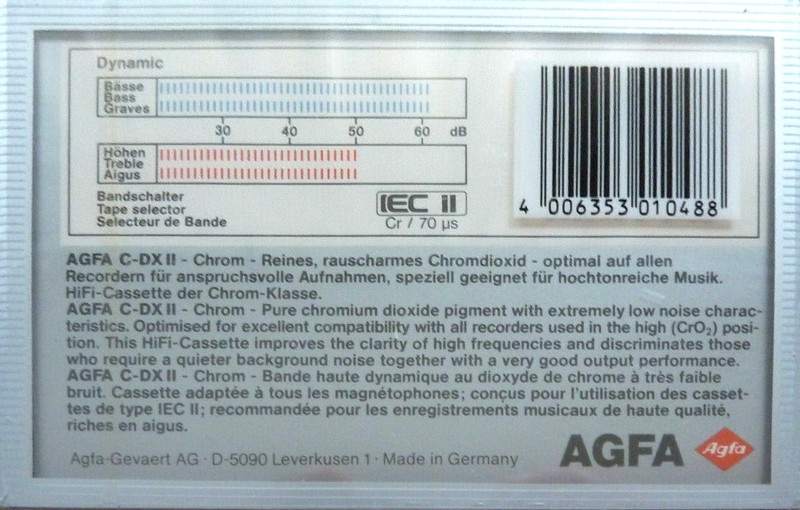 Dynamic
Bässe
Bass
Graves
30 40 50 60 dB
Höhen
Treble
Aigus
Bandschalter
Tape selector
Selecteur de Bande
IEC II
Cr / 70 µs
4 006353 010488
AGFA C-DX II - Chrom - Reines, rauscharmes Chromdioxid - optimal auf allen
Recordern für anspruchsvolle Aufnahmen, speziell geeignet für hochtonreiche Musik.
HiFi-Cassette der Chrom-Klasse.
AGFA C-DX II - Chrom - Pure chromium dioxide pigment with extremely low noise charac-
teristics. Optimised for excellent compatibility with all recorders used in the high (CrO₂) posi-
tion. This HiFi-Cassette improves the clarity of high frequencies and discriminates those
who require a quieter background noise together with a very good output performance.
AGFA C-DX II - Chrom - Bande haute dynamique au dioxyde de chrome à très faible
bruit. Cassette adaptée à tous les magnétophones; conçus pour l'utilisation des casset-
tes de type IEC II; recommandée pour les enregistrements musicaux de haute qualité,
riches en aigus.
Agfa-Gevaert AG · D-5090 Leverkusen 1 · Made in Germany
AGFA Agfa